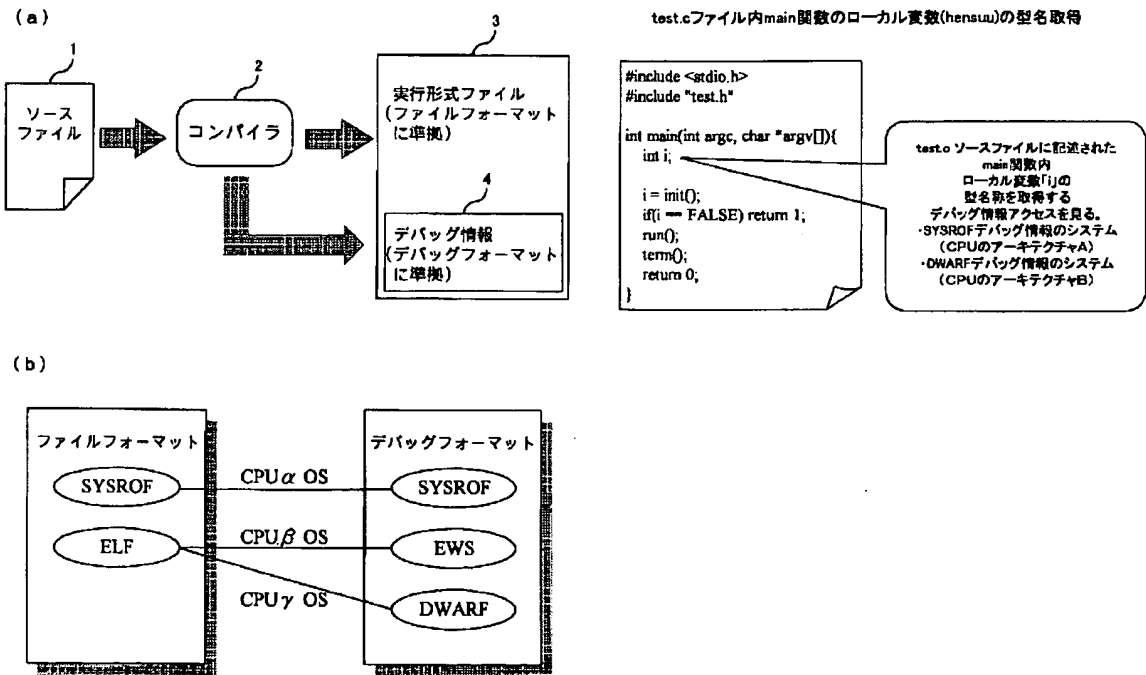 (a)
1
ソース
ファイル
2
コンパイラ
3
実行形式ファイル
(ファイルフォーマット
に準拠)
4
デバッグ情報
(デバッグフォーマット
に準拠)
test.cファイル内main関数のローカル変数(hensuu)の型名取得
#include <stdio.h>
#include "test.h"
int main(int argc, char *argv[]){
int i;
i = init();
if(i == FALSE) return 1;
run();
term();
return 0;
}
test.c ソースファイルに記述された
main関数内
ローカル変数「i」の
型名称を取得する
デバッグ情報アクセスを見る。
・SYSROFデバッグ情報のシステム
(CPUのアーキテクチャA)
・DWARFデバッグ情報のシステム
(CPUのアーキテクチャB)
(b)
ファイルフォーマット
SYSROF
ELF
CPUα OS
CPUβ OS
CPUγ OS
デバッグフォーマット
SYSROF
EWS
DWARF